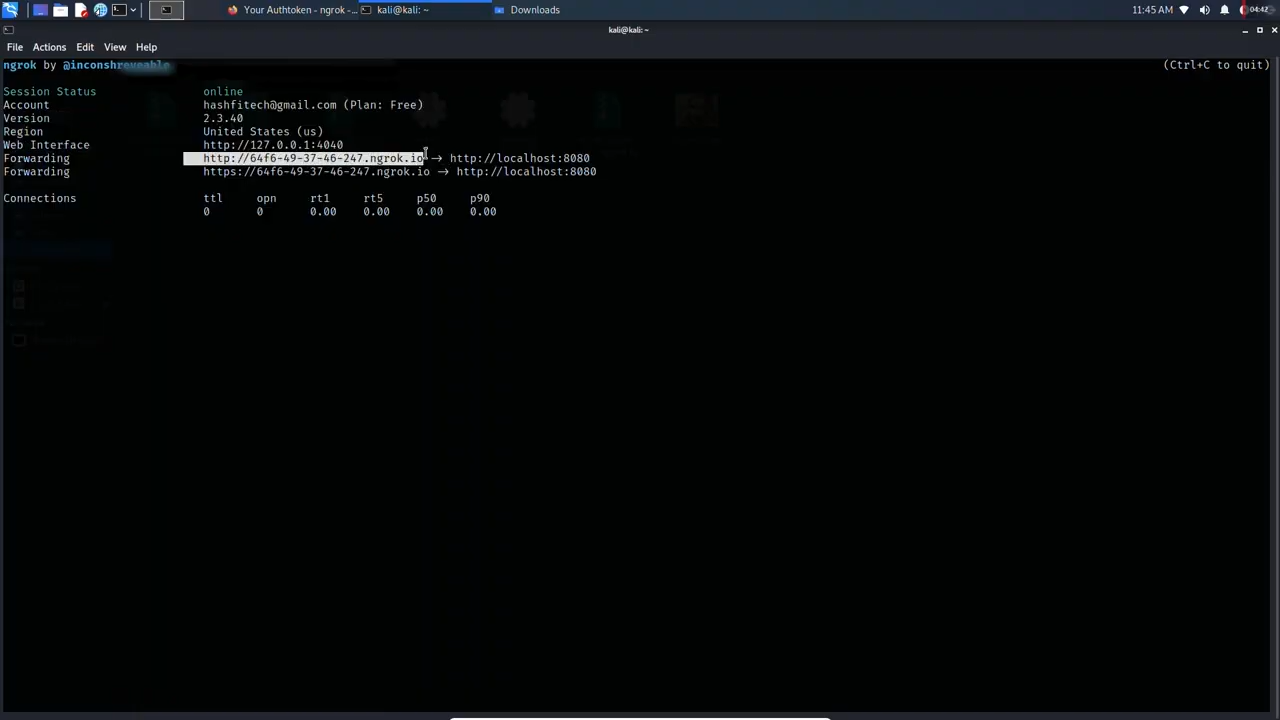 Your Authtoken - ngrok -...
kali@kali: ~
Downloads
11:45 AM
04:42
kali@kali: ~
File Actions Edit View Help
ngrok by @inconshreveable (Ctrl+C to quit)
Session Status online
Account hashfitech@gmail.com (Plan: Free)
Version 2.3.40
Region United States (us)
Web Interface http://127.0.0.1:4040
Forwarding http://64f6-49-37-46-247.ngrok.io → http://localhost:8080
Forwarding https://64f6-49-37-46-247.ngrok.io → http://localhost:8080
Connections ttl opn rt1 rt5 p50 p90
0 0 0.00 0.00 0.00 0.00